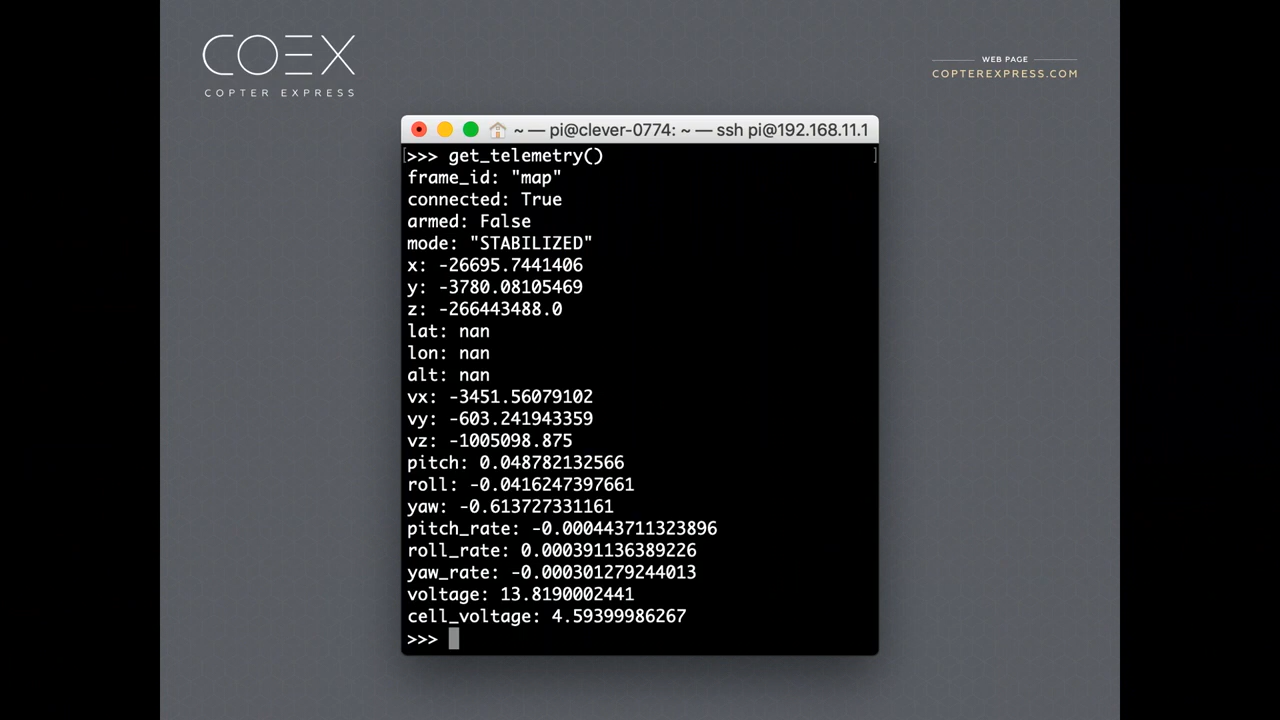 COEX
COPTER EXPRESS
WEB PAGE
COPTEREXPRESS.COM
~ — pi@clever-0774: ~ — ssh pi@192.168.11.1
[>>> get_telemetry() ]
frame_id: "map"
connected: True
armed: False
mode: "STABILIZED"
x: -26695.7441406
y: -3780.08105469
z: -266443488.0
lat: nan
lon: nan
alt: nan
vx: -3451.56079102
vy: -603.241943359
vz: -1005098.875
pitch: 0.048782132566
roll: -0.0416247397661
yaw: -0.613727331161
pitch_rate: -0.000443711323896
roll_rate: 0.000391136389226
yaw_rate: -0.000301279244013
voltage: 13.8190002441
cell_voltage: 4.59399986267
>>>